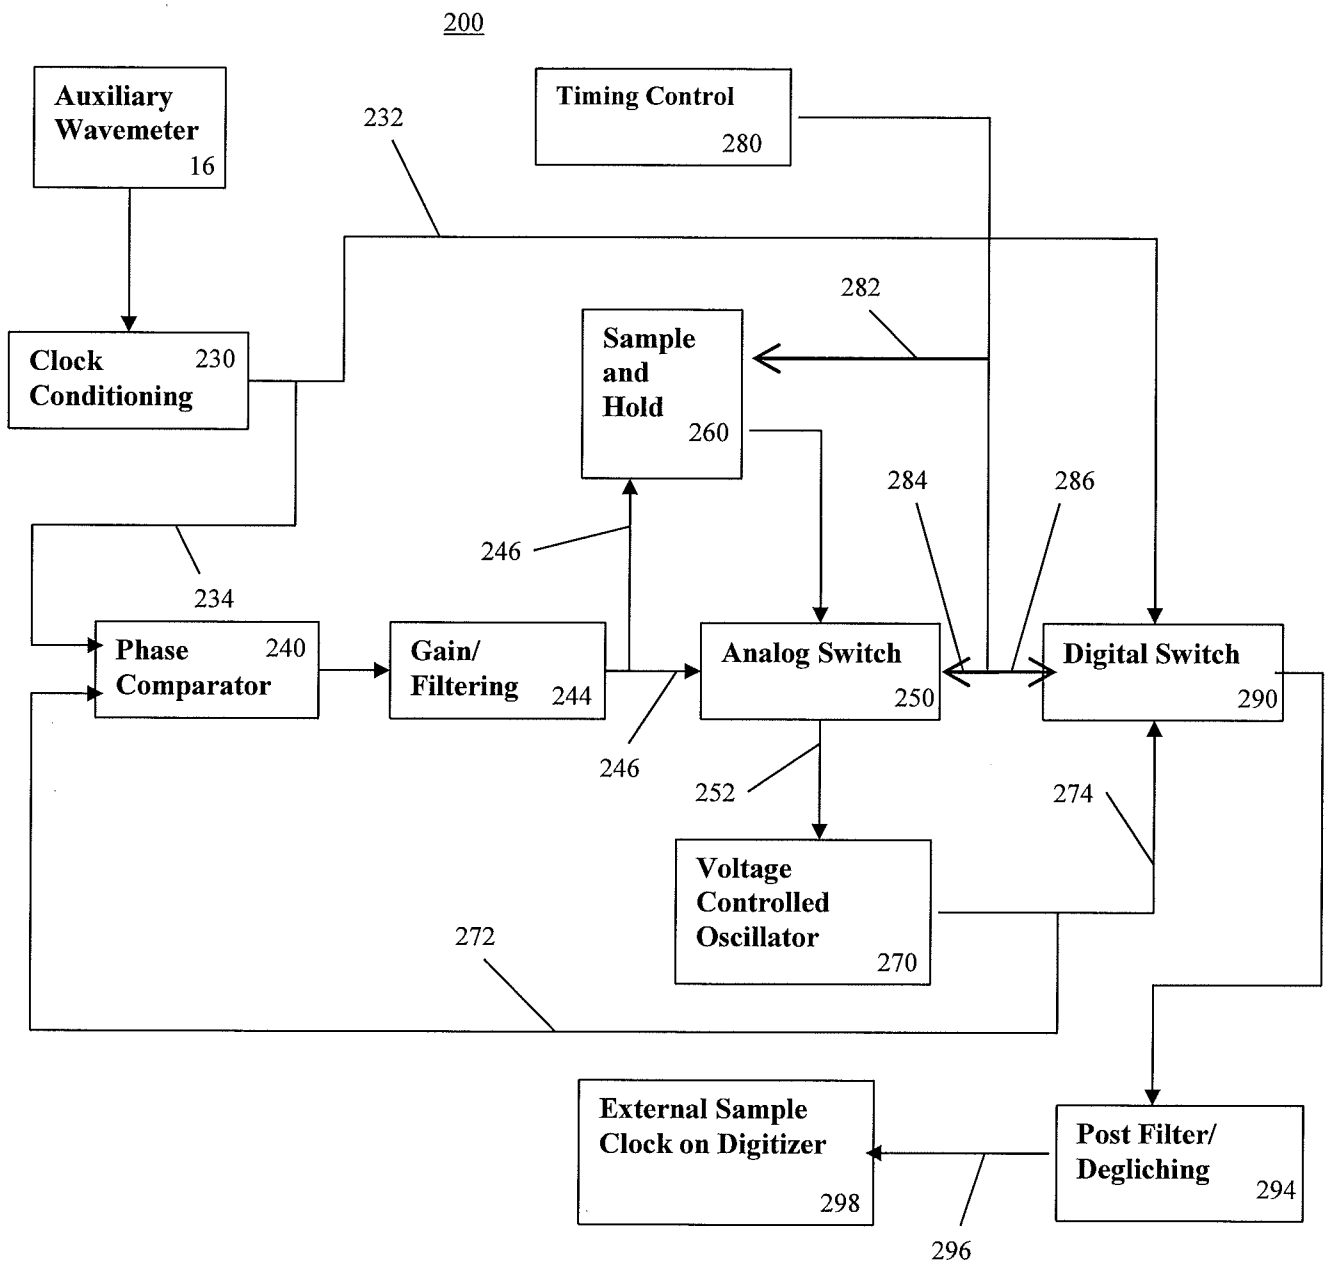 200
Auxiliary
Wavemeter
16
Timing Control
280
232
282
Clock
Conditioning
230
Sample
and
Hold
260
284
286
246
234
Phase
Comparator
240
Gain/
Filtering
244
Analog Switch
250
Digital Switch
290
246
252
274
Voltage
Controlled
Oscillator
270
272
External Sample
Clock on Digitizer
298
Post Filter/
Degliching
294
296